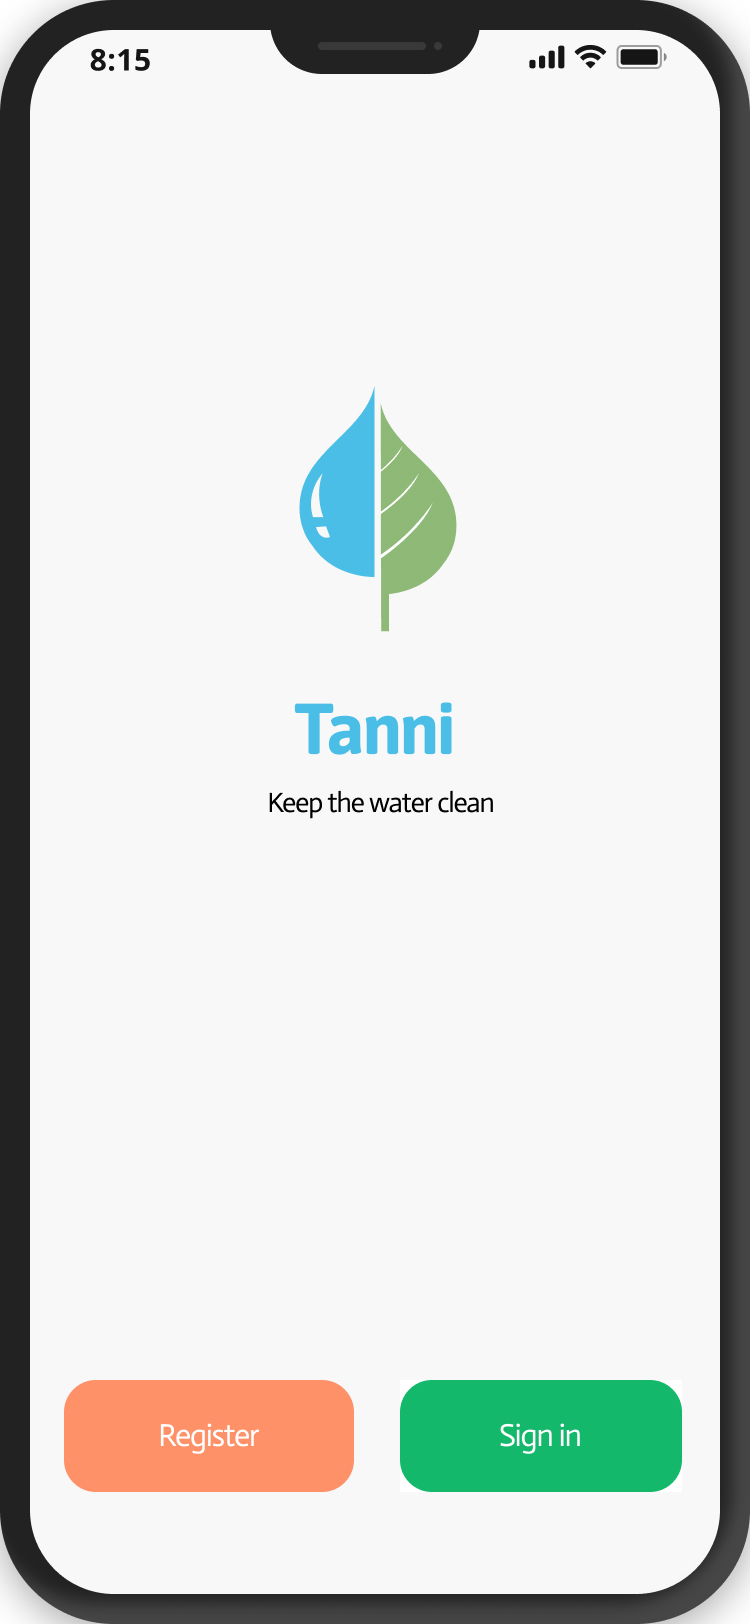 8:15
Tanni
Keep the water clean
Register
Sign in